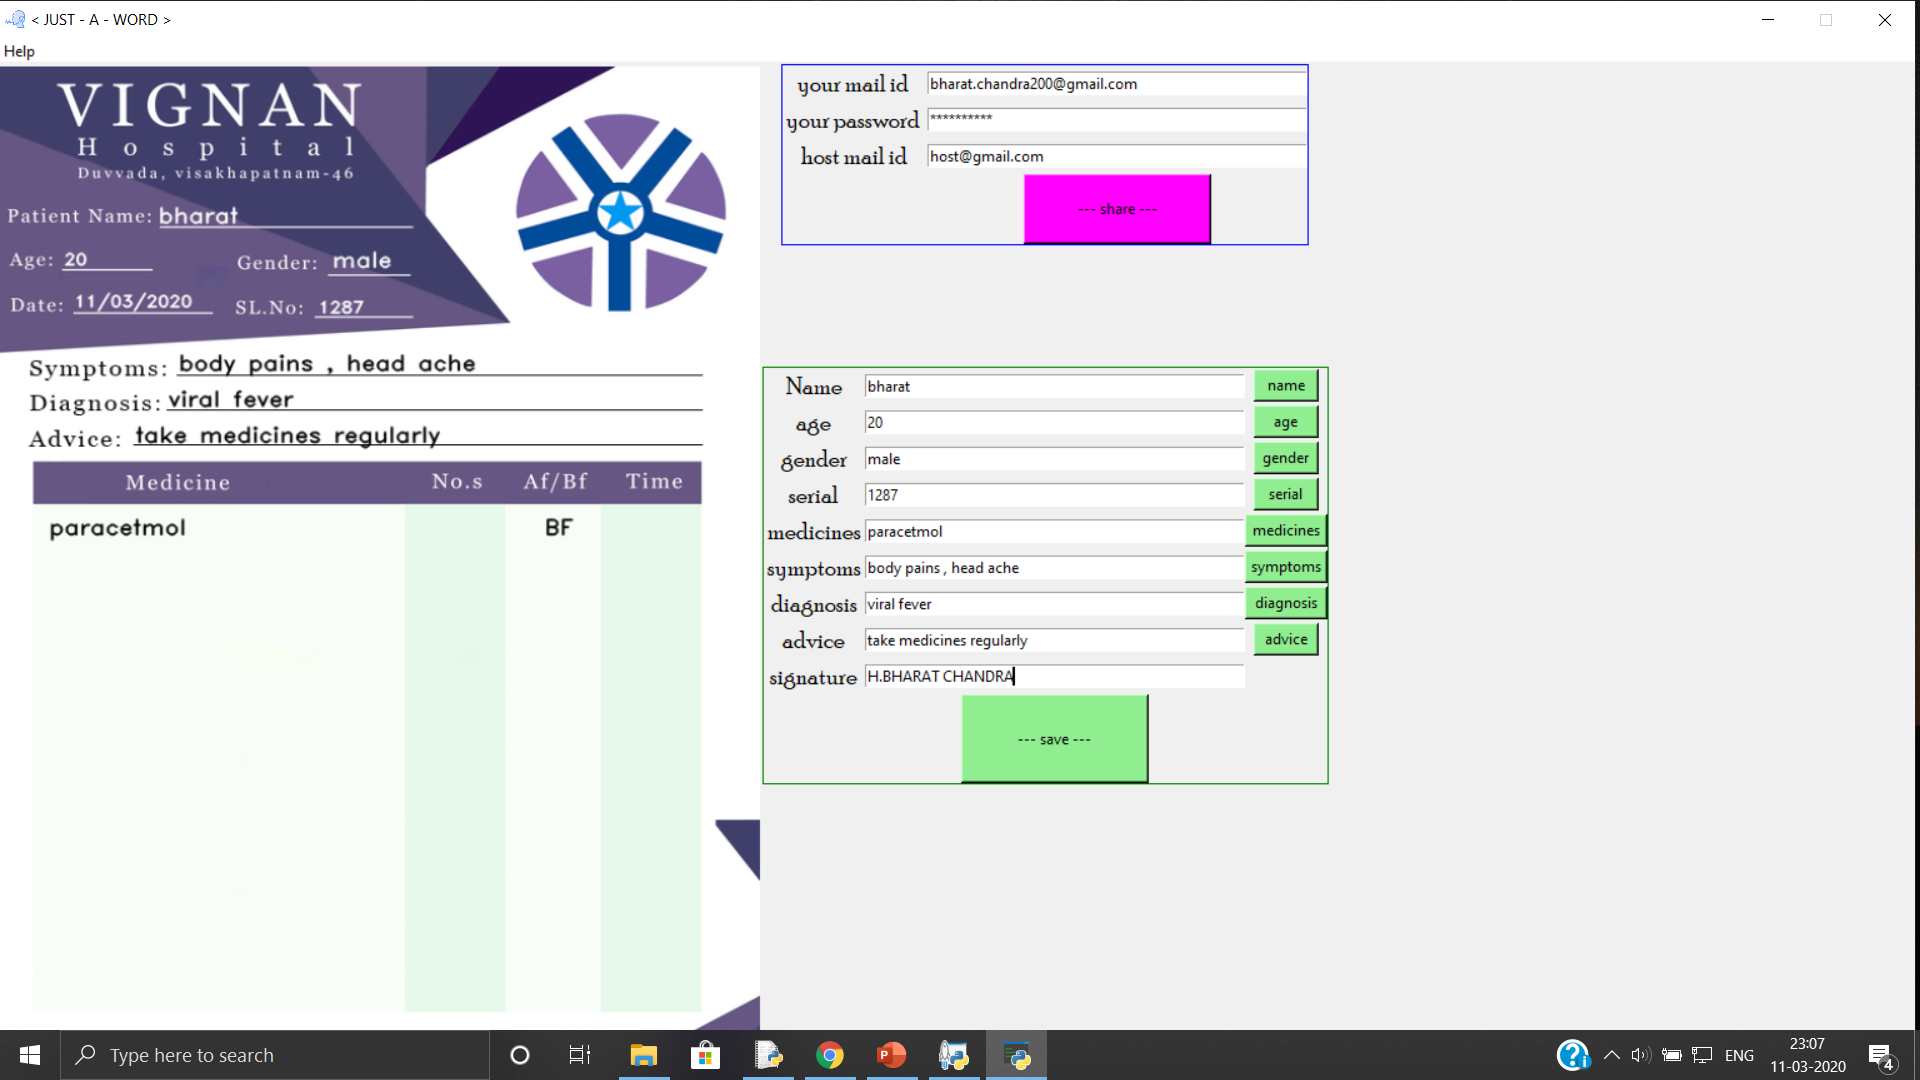 < JUST - A - WORD >
Help
VIGNAN
Hospital
Duvvada, visakhapatnam-46
Patient Name: bharat
Age: 20 Gender: male
Date: 11/03/2020 SL.No: 1287
Symptoms: body pains , head ache
Diagnosis: viral fever
Advice: take medicines regularly
Medicine No.s Af/Bf Time
paracetmol BF
your mail id bharat.chandra200@gmail.com
your password **********
host mail id host@gmail.com
--- share ---
Name bharat name
age 20 age
gender male gender
serial 1287 serial
medicines paracetmol medicines
symptoms body pains , head ache symptoms
diagnosis viral fever diagnosis
advice take medicines regularly advice
signature H.BHARAT CHANDRA
--- save ---
Type here to search
ENG
23:07
11-03-2020
4